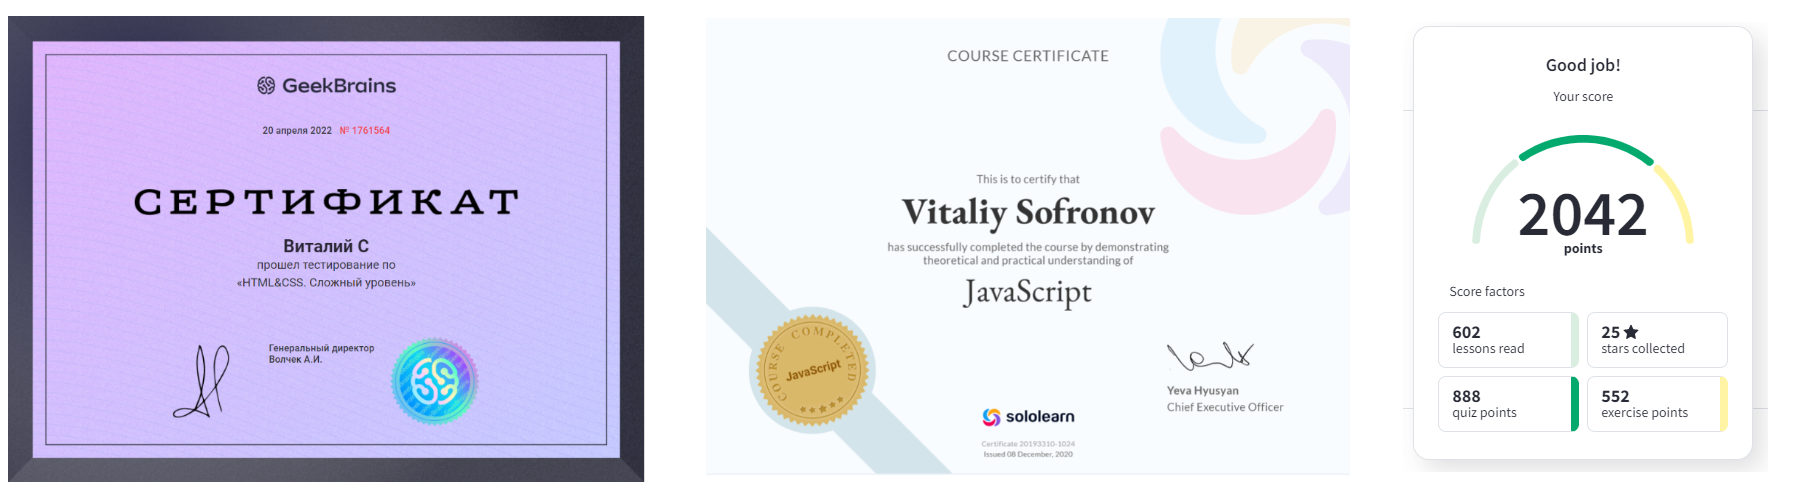 GeekBrains
20 апреля 2022 № 1761564
СЕРТИФИКАТ
Виталий С
прошел тестирование по
«HTML&CSS. Сложный уровень»
Генеральный директор
Волчек А.И.
COURSE CERTIFICATE
This is to certify that
Vitaliy Sofronov
has successfully completed the course by demonstrating
theoretical and practical understanding of
JavaScript
COURSE COMPLETED
JavaScript
Yeva Hyusyan
Chief Executive Officer
sololearn
Certificate 20193310-1024
Issued 08 December, 2020
Good job!
Your score
2042
points
Score factors
602
lessons read
25
stars collected
888
quiz points
552
exercise points